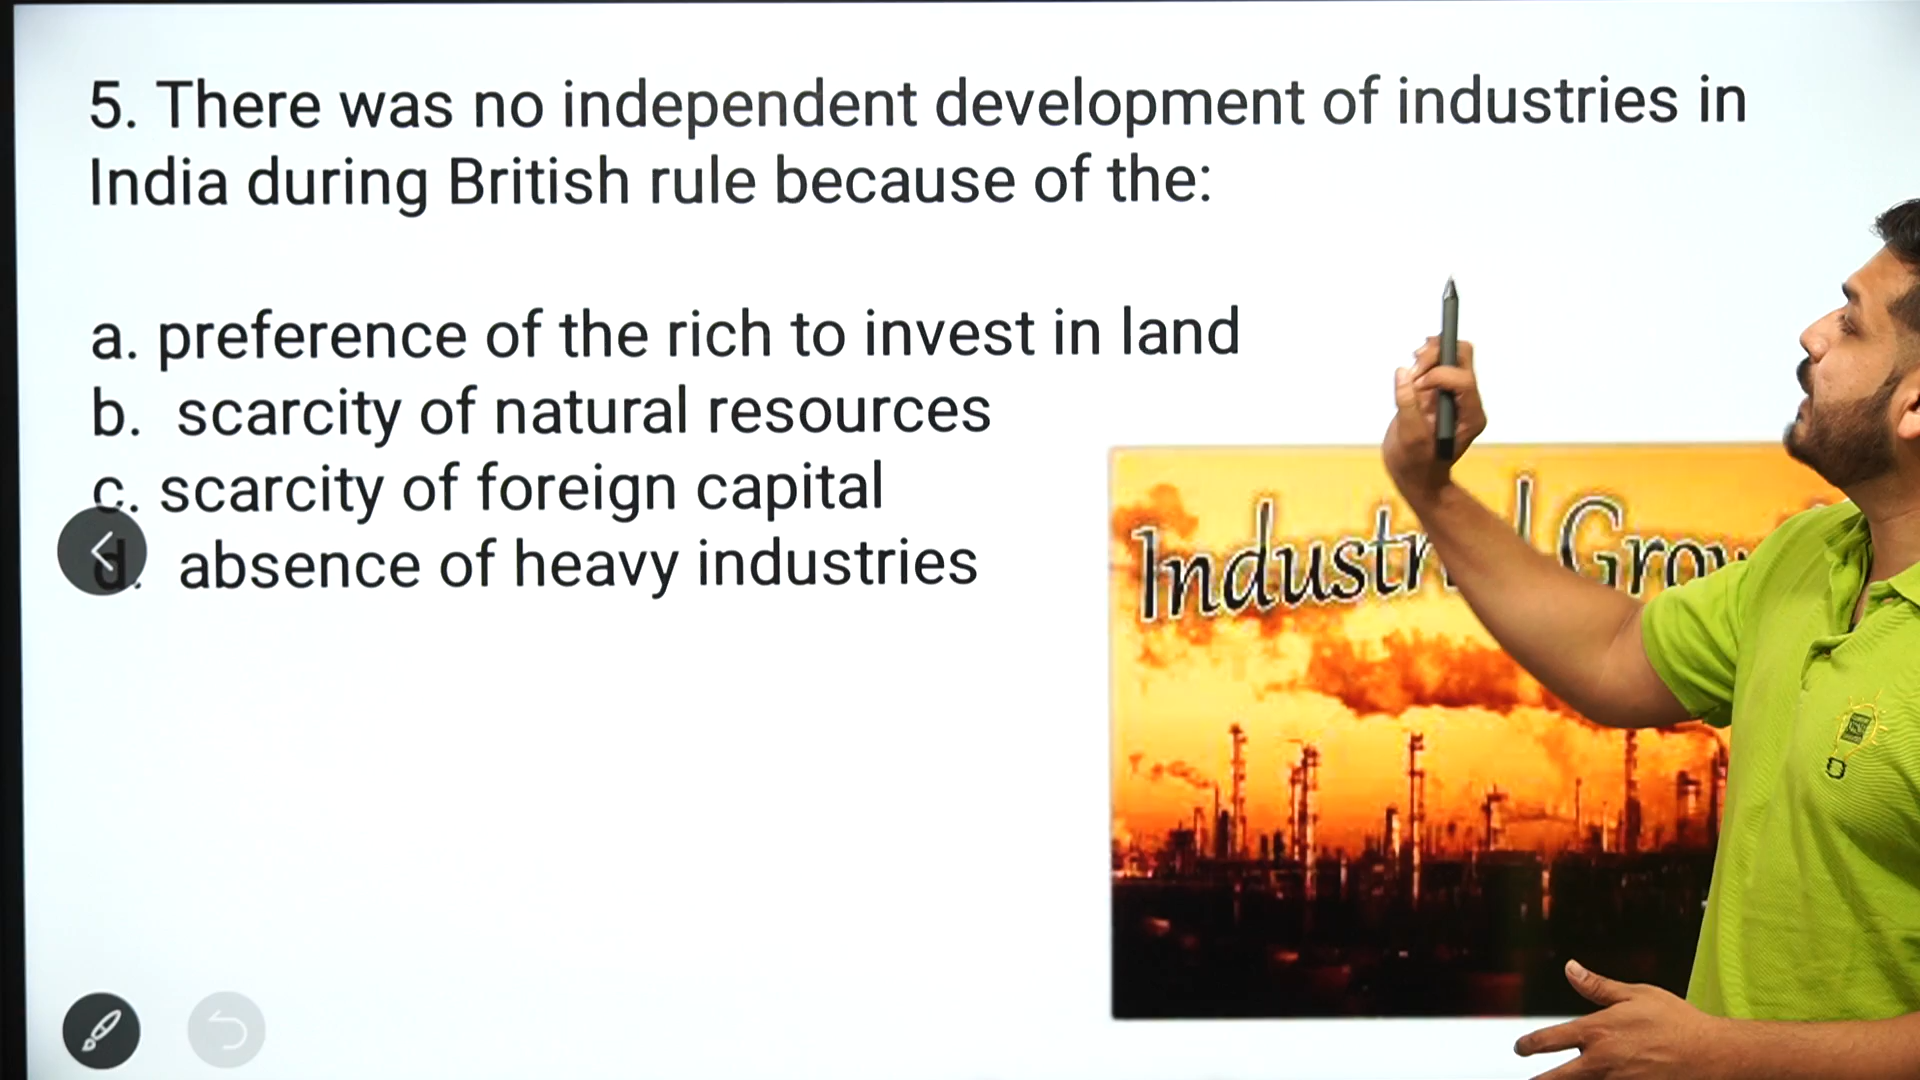 5. There was no independent development of industries in
India during British rule because of the:
a. preference of the rich to invest in land
b. scarcity of natural resources
c. scarcity of foreign capital
d. absence of heavy industries